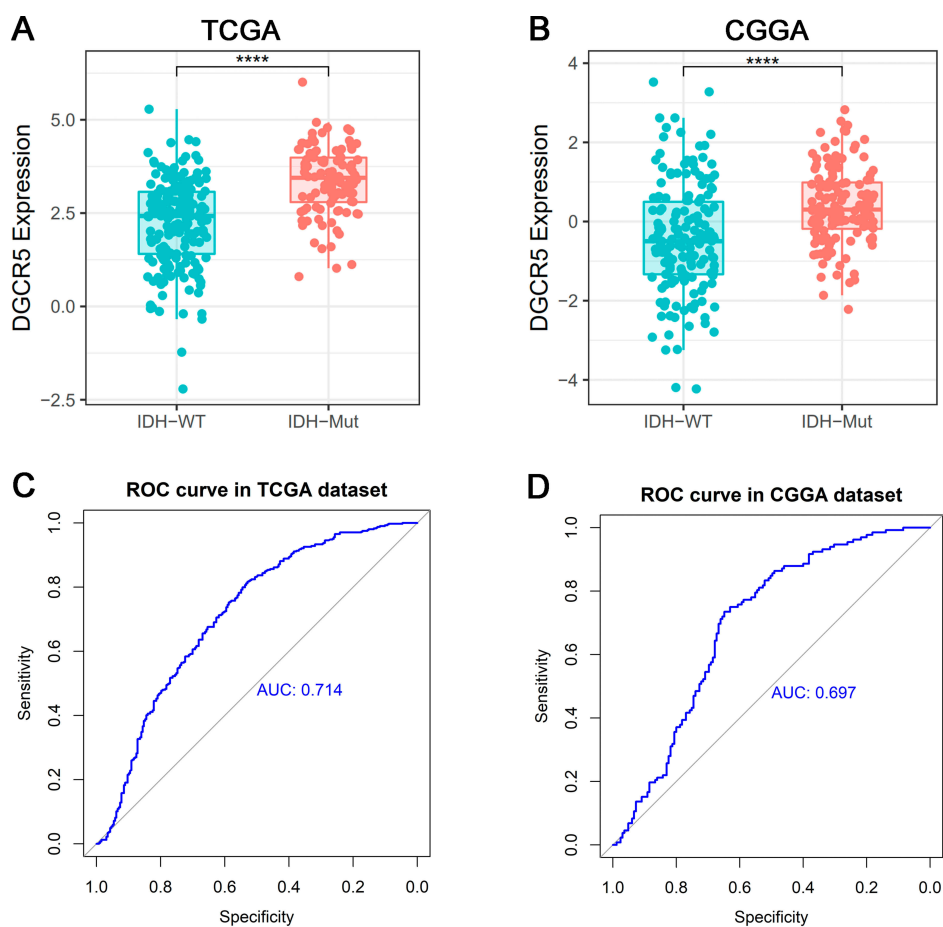 A
TCGA
****
DGCR5 Expression
5.0
2.5
0.0
−2.5
IDH−WT
IDH−Mut
B
CGGA
****
DGCR5 Expression
4
2
0
−2
−4
IDH−WT
IDH−Mut
C
ROC curve in TCGA dataset
Sensitivity
1.0
0.8
0.6
0.4
0.2
0.0
AUC: 0.714
1.0 0.8 0.6 0.4 0.2 0.0
Specificity
D
ROC curve in CGGA dataset
Sensitivity
1.0
0.8
0.6
0.4
0.2
0.0
AUC: 0.697
1.0 0.8 0.6 0.4 0.2 0.0
Specificity